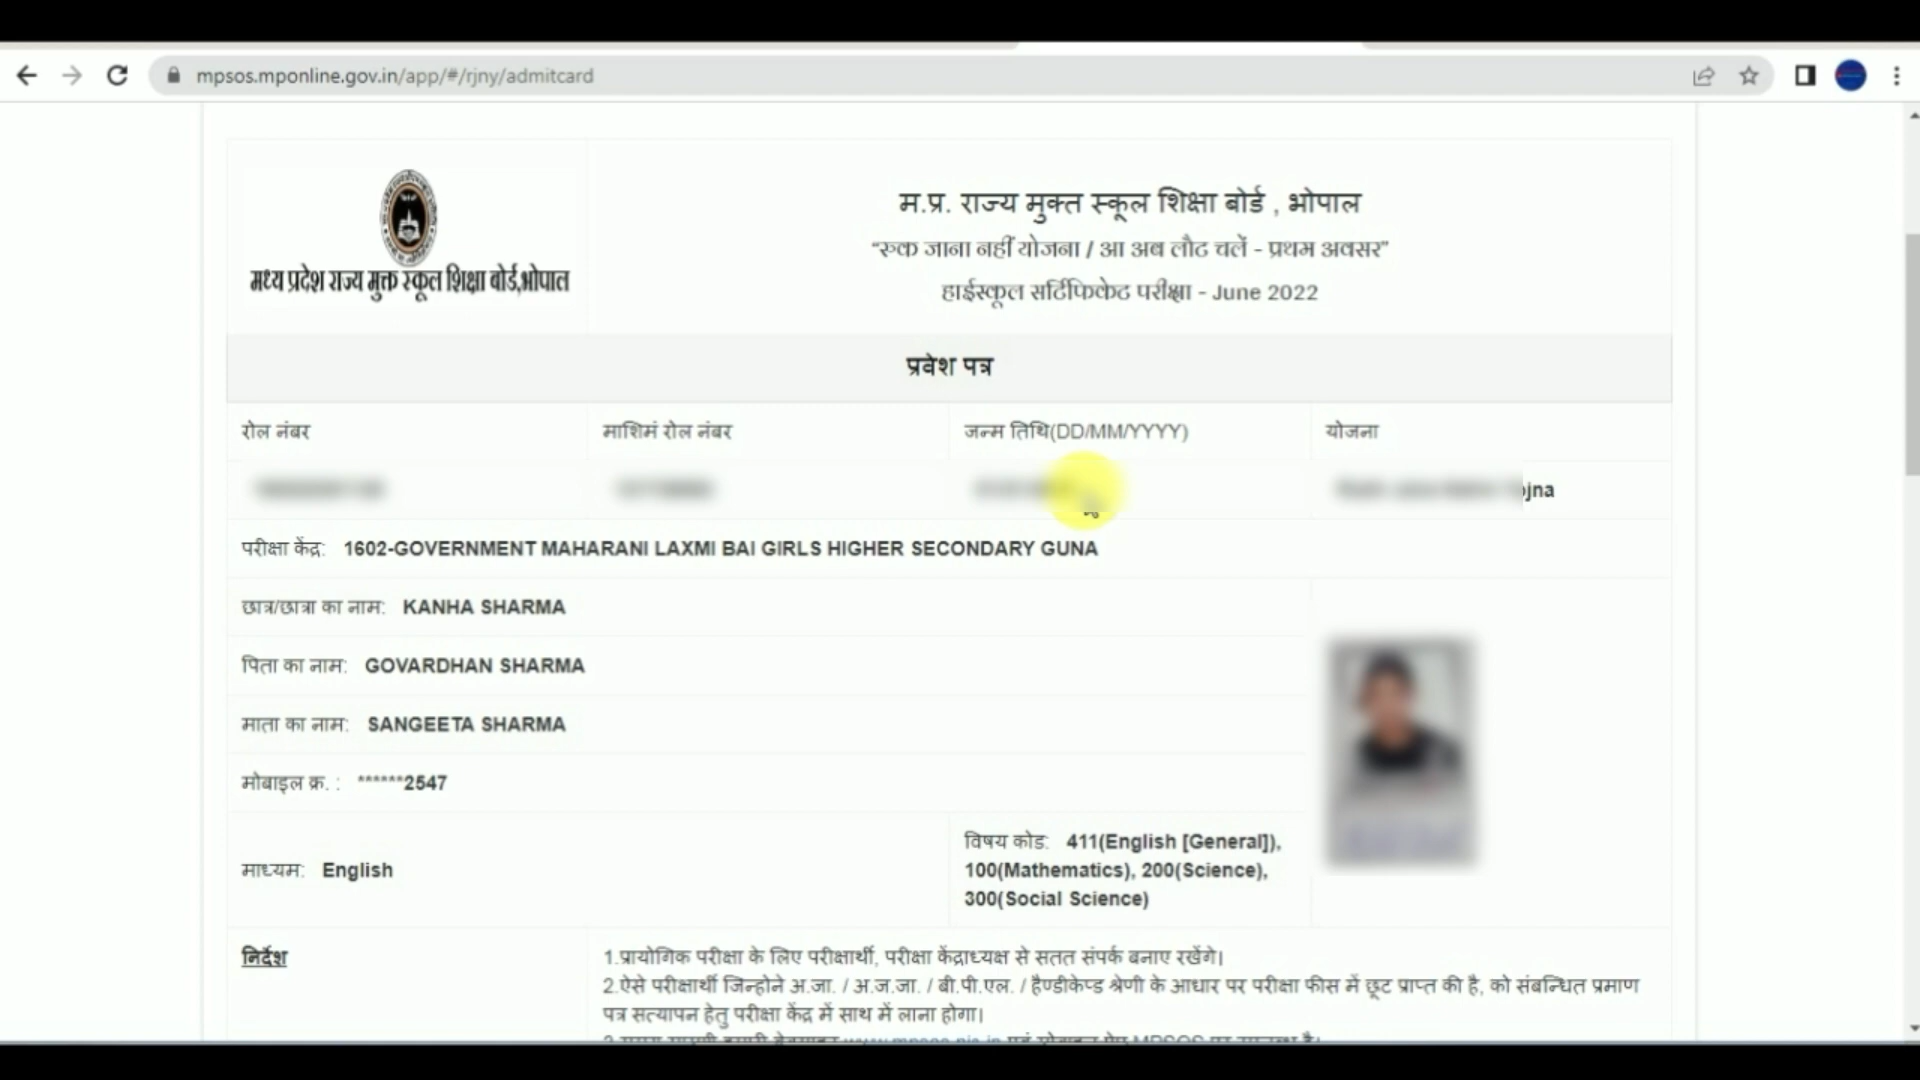 mpsos.mponline.gov.in/app/#/rjny/admitcard
मध्य प्रदेश राज्य मुक्त स्कूल शिक्षा बोर्ड,भोपाल
म.प्र. राज्य मुक्त स्कूल शिक्षा बोर्ड , भोपाल
“रुक जाना नहीं योजना / आ अब लौट चलें - प्रथम अवसर”
हाईस्कूल सर्टिफिकेट परीक्षा - June 2022
प्रवेश पत्र
रोल नंबर माशिमं रोल नंबर जन्म तिथि(DD/MM/YYYY) योजना
परीक्षा केंद्र: 1602-GOVERNMENT MAHARANI LAXMI BAI GIRLS HIGHER SECONDARY GUNA
छात्र/छात्रा का नाम: KANHA SHARMA
पिता का नाम: GOVARDHAN SHARMA
माता का नाम: SANGEETA SHARMA
मोबाइल क्र. : ******2547
माध्यम: English
विषय कोड: 411(English [General]),
100(Mathematics), 200(Science),
300(Social Science)
निर्देश
1.प्रायोगिक परीक्षा के लिए परीक्षार्थी, परीक्षा केंद्राध्यक्ष से सतत संपर्क बनाए रखेंगे।
2.ऐसे परीक्षार्थी जिन्होने अ.जा. / अ.ज.जा. / बी.पी.एल. / हैण्डीकेप्ड श्रेणी के आधार पर परीक्षा फीस में छूट प्राप्त की है, को संबन्धित प्रमाण
पत्र सत्यापन हेतु परीक्षा केंद्र में साथ में लाना होगा।